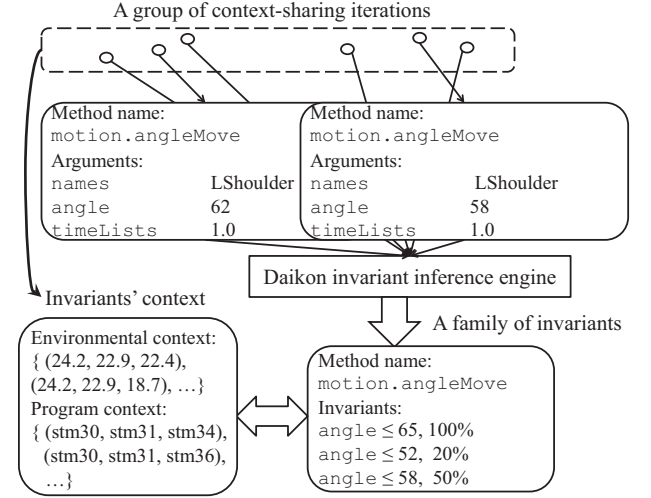 A group of context-sharing iterations
Method name:
motion.angleMove
Arguments:
names LShoulder
angle 62
timeLists 1.0
Method name:
motion.angleMove
Arguments:
names LShoulder
angle 58
timeLists 1.0
Daikon invariant inference engine
Invariants' context
A family of invariants
Environmental context:
{ (24.2, 22.9, 22.4),
(24.2, 22.9, 18.7), …}
Program context:
{ (stm30, stm31, stm34),
(stm30, stm31, stm36),
…}
Method name:
motion.angleMove
Invariants:
angle ≤ 65, 100%
angle ≤ 52, 20%
angle ≤ 58, 50%